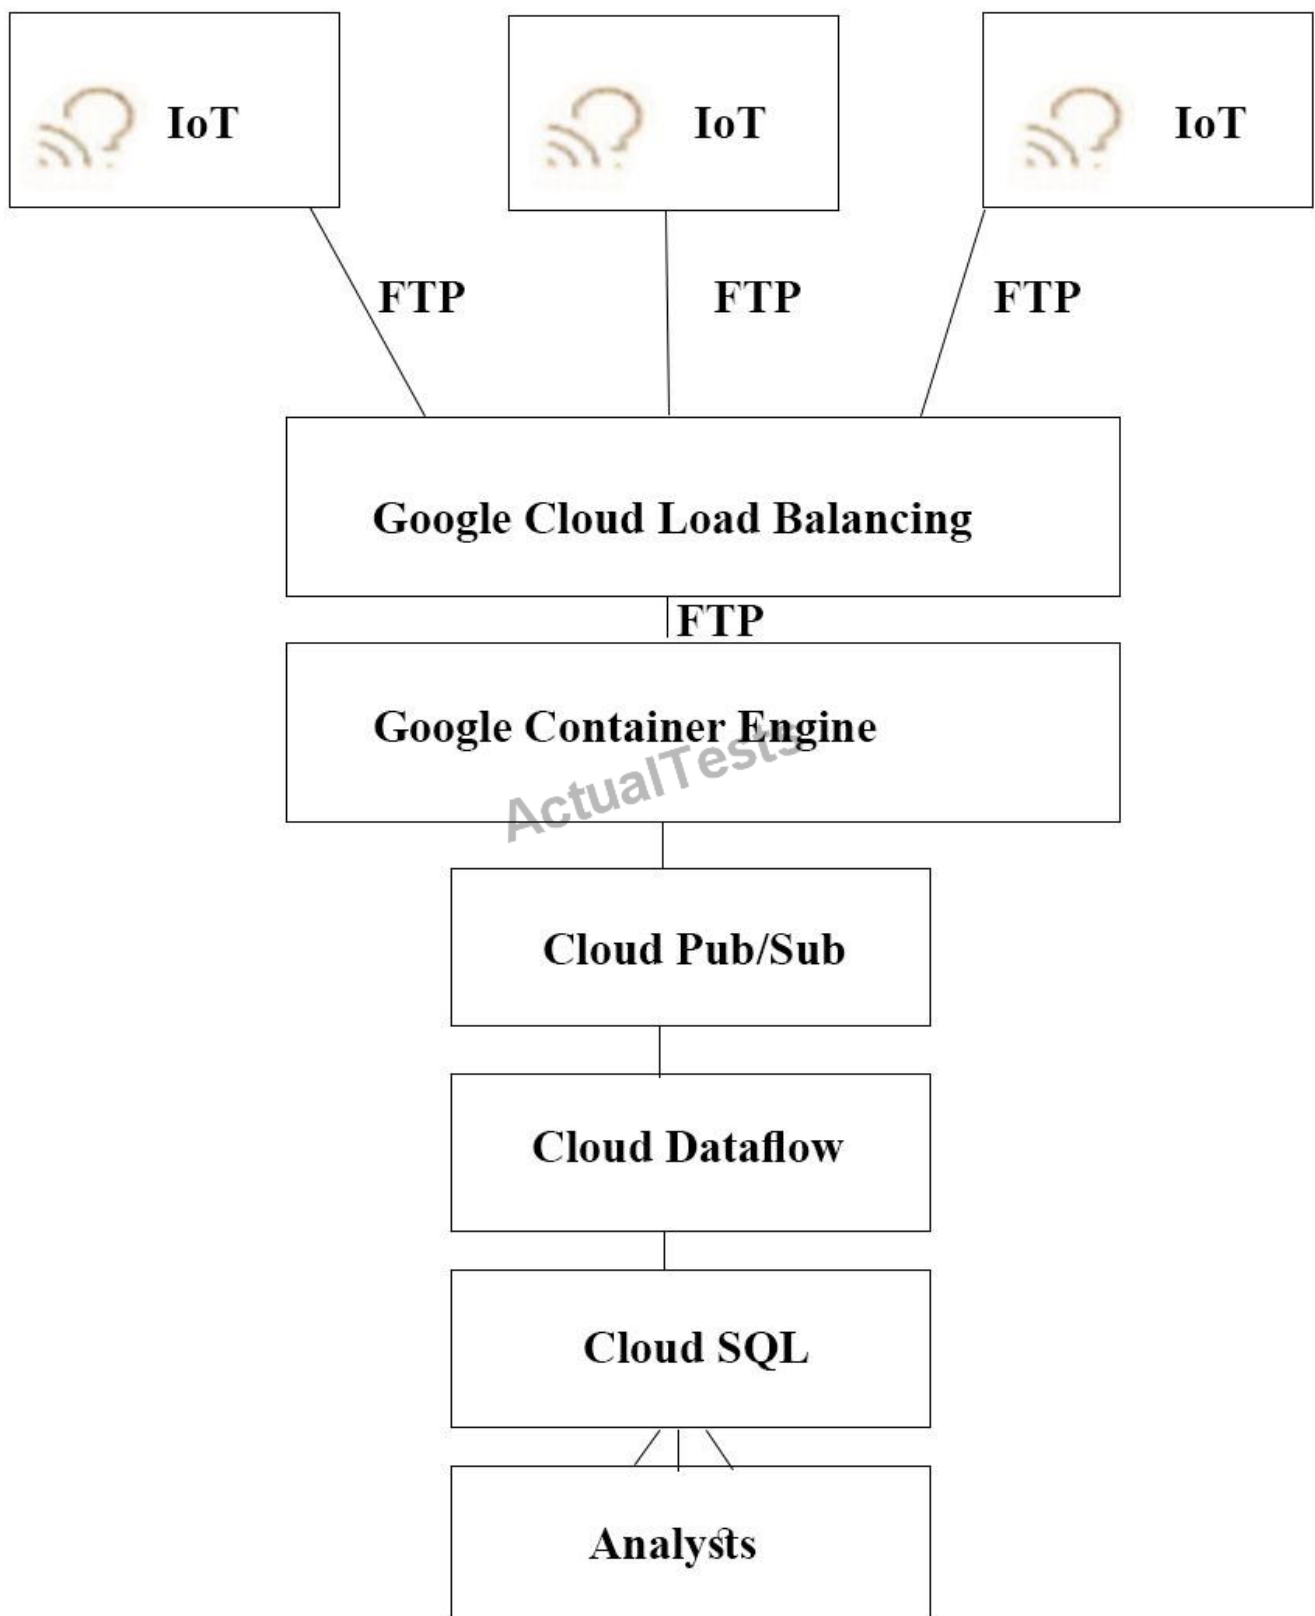 IoT
IoT
IoT
FTP
FTP
FTP
Google Cloud Load Balancing
FTP
Google Container Engine
ActualTests
Cloud Pub/Sub
Cloud Dataflow
Cloud SQL
Analysts